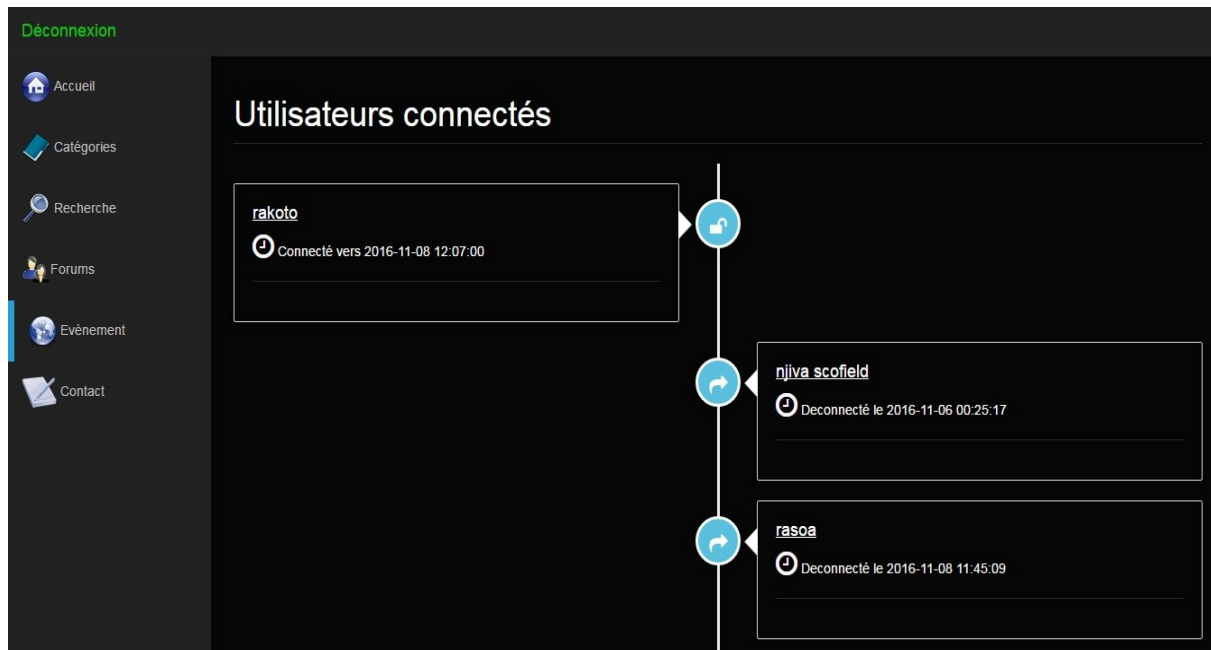 Déconnexion
Accueil
Catégories
Recherche
Forums
Evènement
Contact
Utilisateurs connectés
rakoto
Connecté vers 2016-11-08 12:07:00
njiva scofield
Deconnecté le 2016-11-06 00:25:17
rasoa
Deconnecté le 2016-11-08 11:45:09